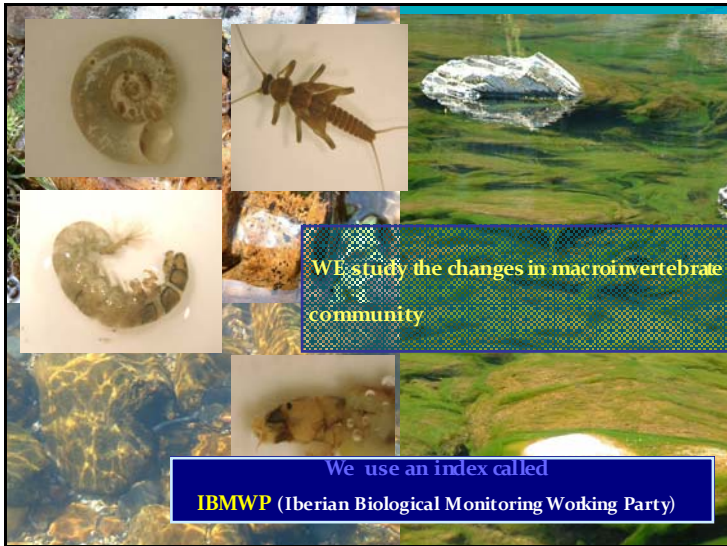 WE study the changes in macroinvertebrate
community
We use an index called
IBMWP (Iberian Biological Monitoring Working Party)